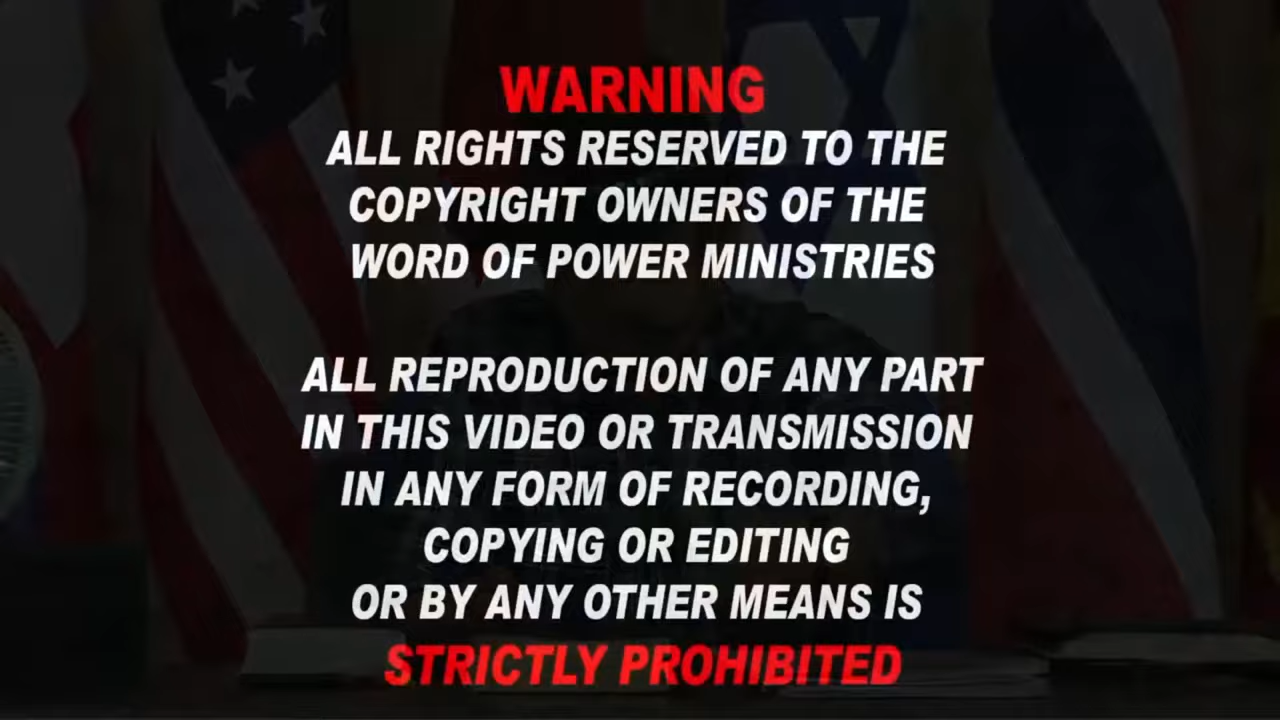 WARNING
ALL RIGHTS RESERVED TO THE
COPYRIGHT OWNERS OF THE
WORD OF POWER MINISTRIES
ALL REPRODUCTION OF ANY PART
IN THIS VIDEO OR TRANSMISSION
IN ANY FORM OF RECORDING,
COPYING OR EDITING
OR BY ANY OTHER MEANS IS
STRICTLY PROHIBITED